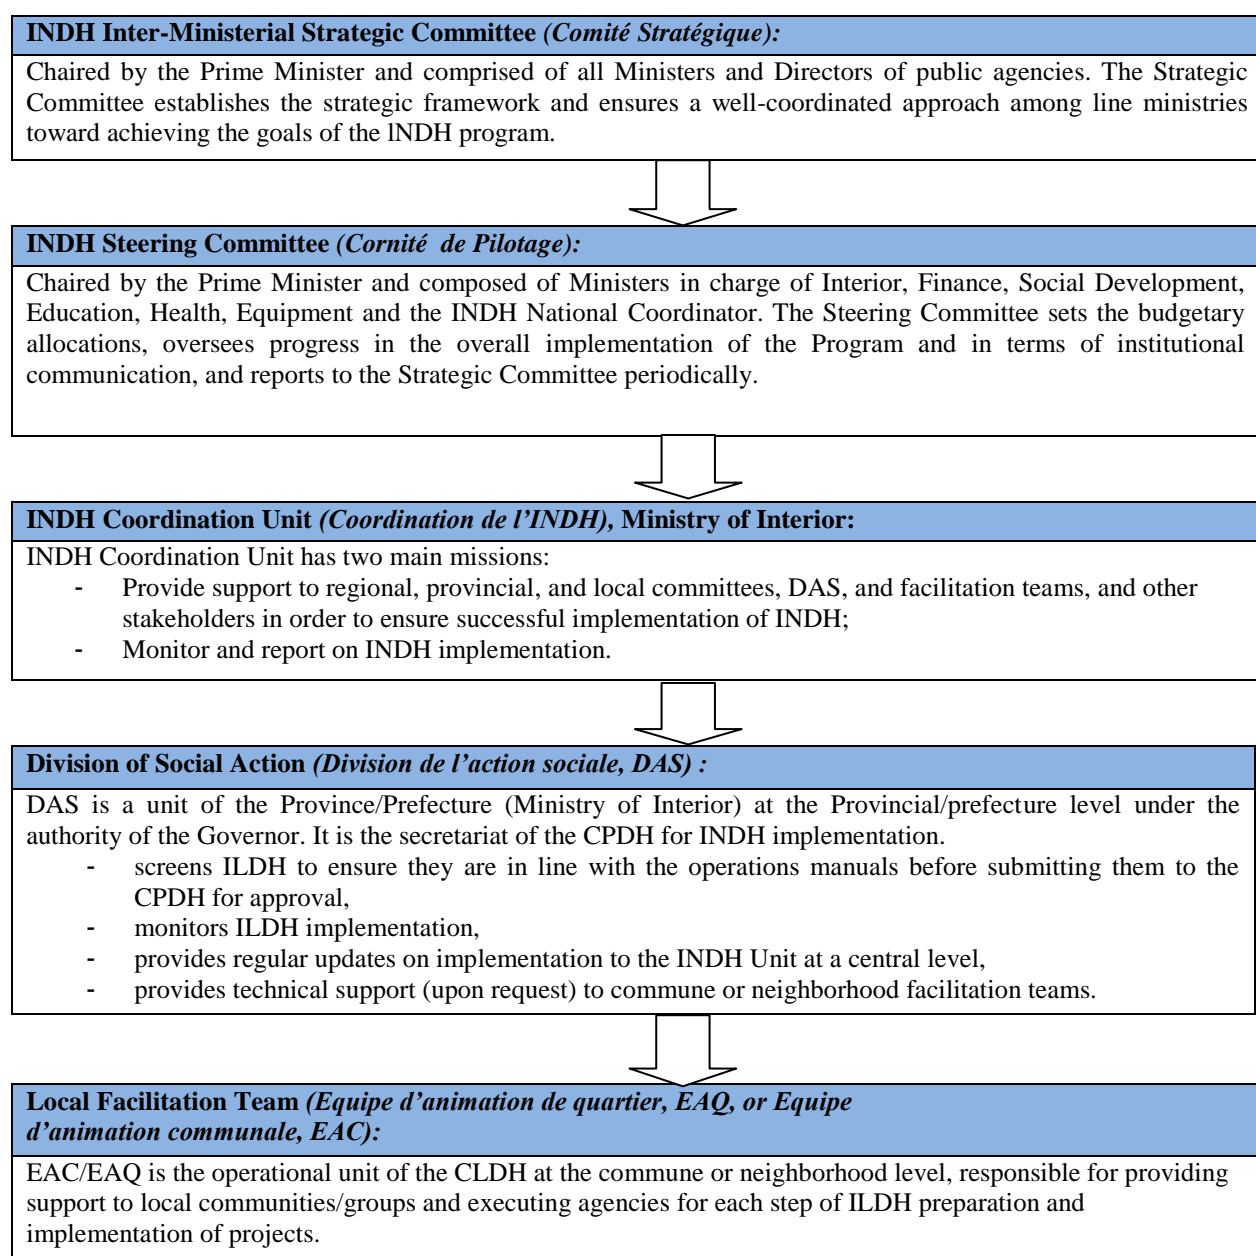 INDH Inter-Ministerial Strategic Committee (Comité Stratégique):
Chaired by the Prime Minister and comprised of all Ministers and Directors of public agencies. The Strategic
Committee establishes the strategic framework and ensures a well-coordinated approach among line ministries
toward achieving the goals of the lNDH program.
INDH Steering Committee (Cornité de Pilotage):
Chaired by the Prime Minister and composed of Ministers in charge of Interior, Finance, Social Development,
Education, Health, Equipment and the INDH National Coordinator. The Steering Committee sets the budgetary
allocations, oversees progress in the overall implementation of the Program and in terms of institutional
communication, and reports to the Strategic Committee periodically.
INDH Coordination Unit (Coordination de l’INDH), Ministry of Interior:
INDH Coordination Unit has two main missions:
- Provide support to regional, provincial, and local committees, DAS, and facilitation teams, and other
stakeholders in order to ensure successful implementation of INDH;
- Monitor and report on INDH implementation.
Division of Social Action (Division de l’action sociale, DAS) :
DAS is a unit of the Province/Prefecture (Ministry of Interior) at the Provincial/prefecture level under the
authority of the Governor. It is the secretariat of the CPDH for INDH implementation.
- screens ILDH to ensure they are in line with the operations manuals before submitting them to the
CPDH for approval,
- monitors ILDH implementation,
- provides regular updates on implementation to the INDH Unit at a central level,
- provides technical support (upon request) to commune or neighborhood facilitation teams.
Local Facilitation Team (Equipe d’animation de quartier, EAQ, or Equipe
d’animation communale, EAC):
EAC/EAQ is the operational unit of the CLDH at the commune or neighborhood level, responsible for providing
support to local communities/groups and executing agencies for each step of ILDH preparation and
implementation of projects.